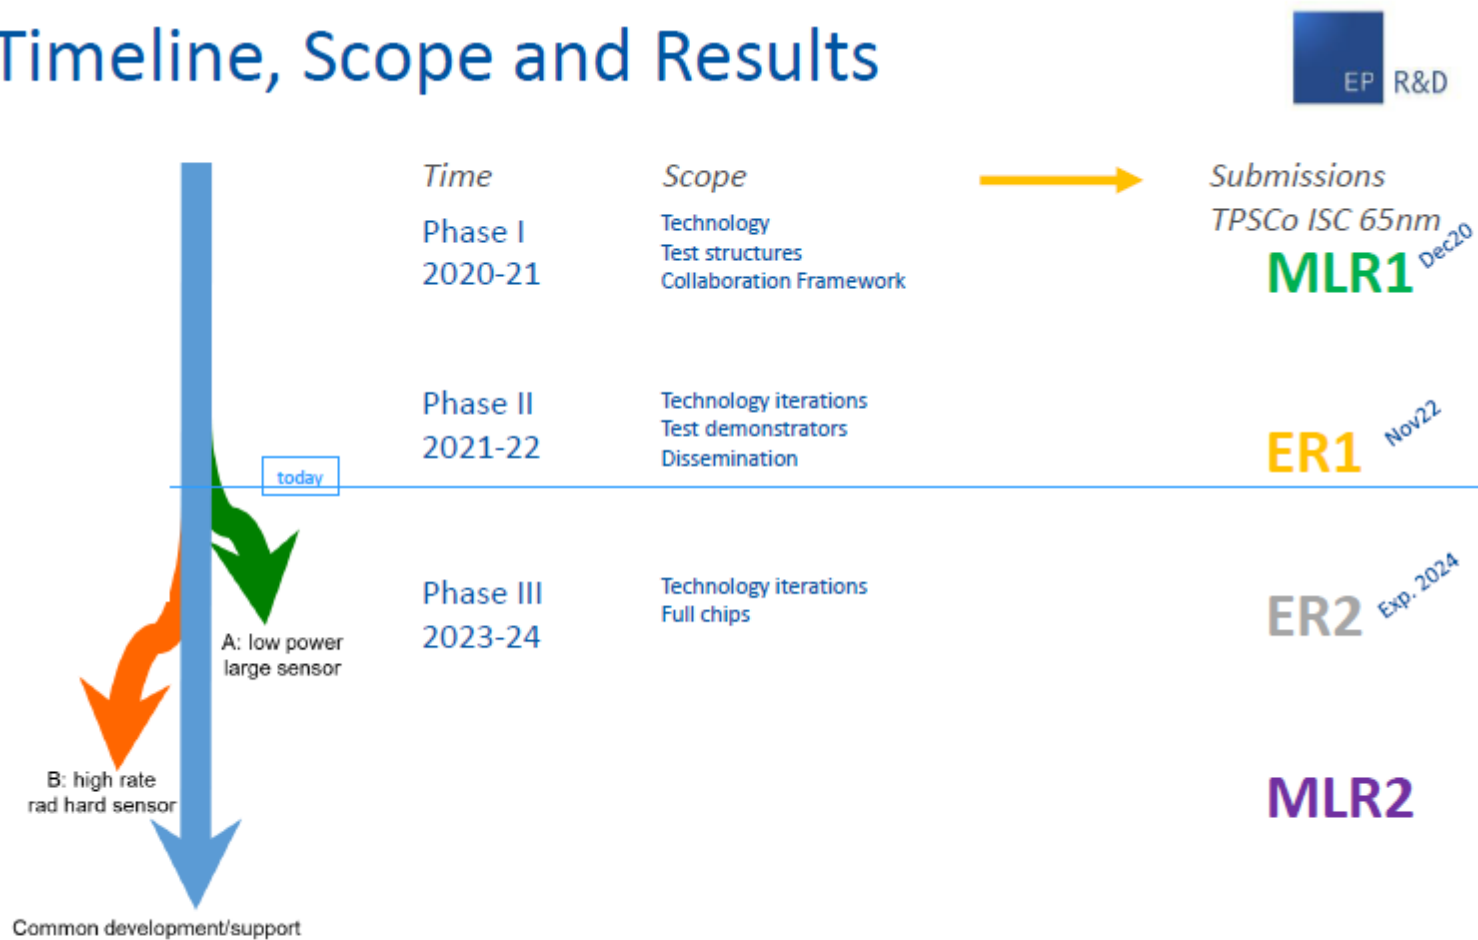 Timeline, Scope and Results
EP R&D
Time
Scope
Submissions
TPSCo ISC 65nm
Phase I
2020-21
Technology
Test structures
Collaboration Framework
MLR1
Dec20
Phase II
2021-22
Technology iterations
Test demonstrators
Dissemination
ER1
Nov22
today
Phase III
2023-24
Technology iterations
Full chips
ER2
Exp. 2024
A: low power
large sensor
B: high rate
rad hard sensor
MLR2
Common development/support